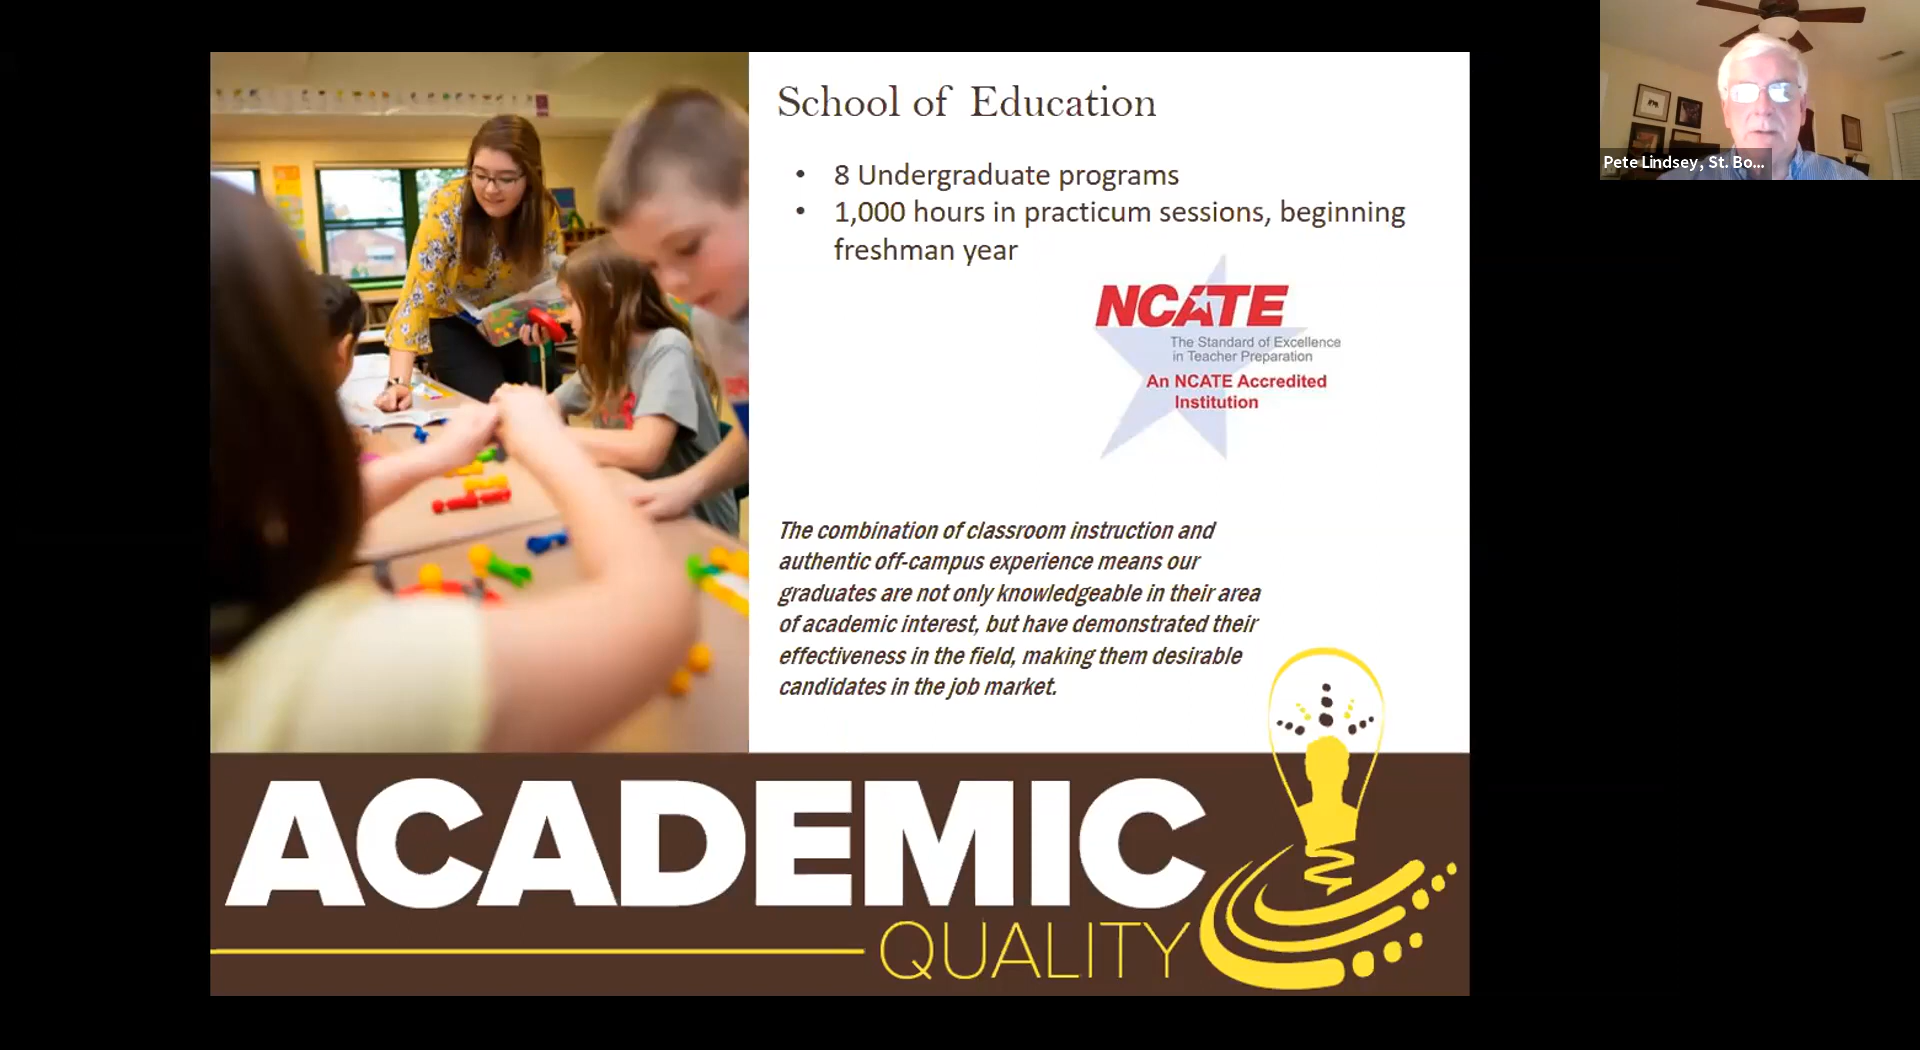 School of Education
• 8 Undergraduate programs
• 1,000 hours in practicum sessions, beginning
freshman year
NCATE
The Standard of Excellence
in Teacher Preparation
An NCATE Accredited
Institution
The combination of classroom instruction and
authentic off-campus experience means our
graduates are not only knowledgeable in their area
of academic interest, but have demonstrated their
effectiveness in the field, making them desirable
candidates in the job market.
ACADEMIC
QUALITY
Pete Lindsey, St. Bo...